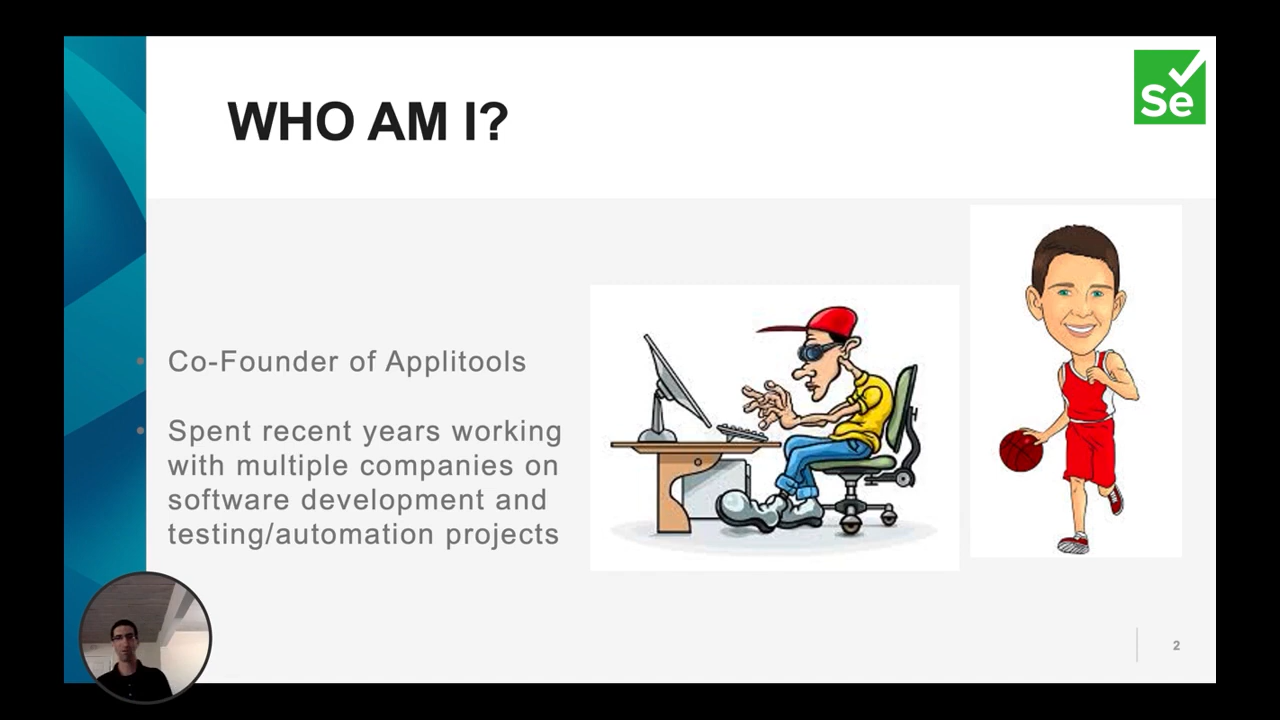 WHO AM I?
Se
• Co-Founder of Applitools
• Spent recent years working
with multiple companies on
software development and
testing/automation projects
2